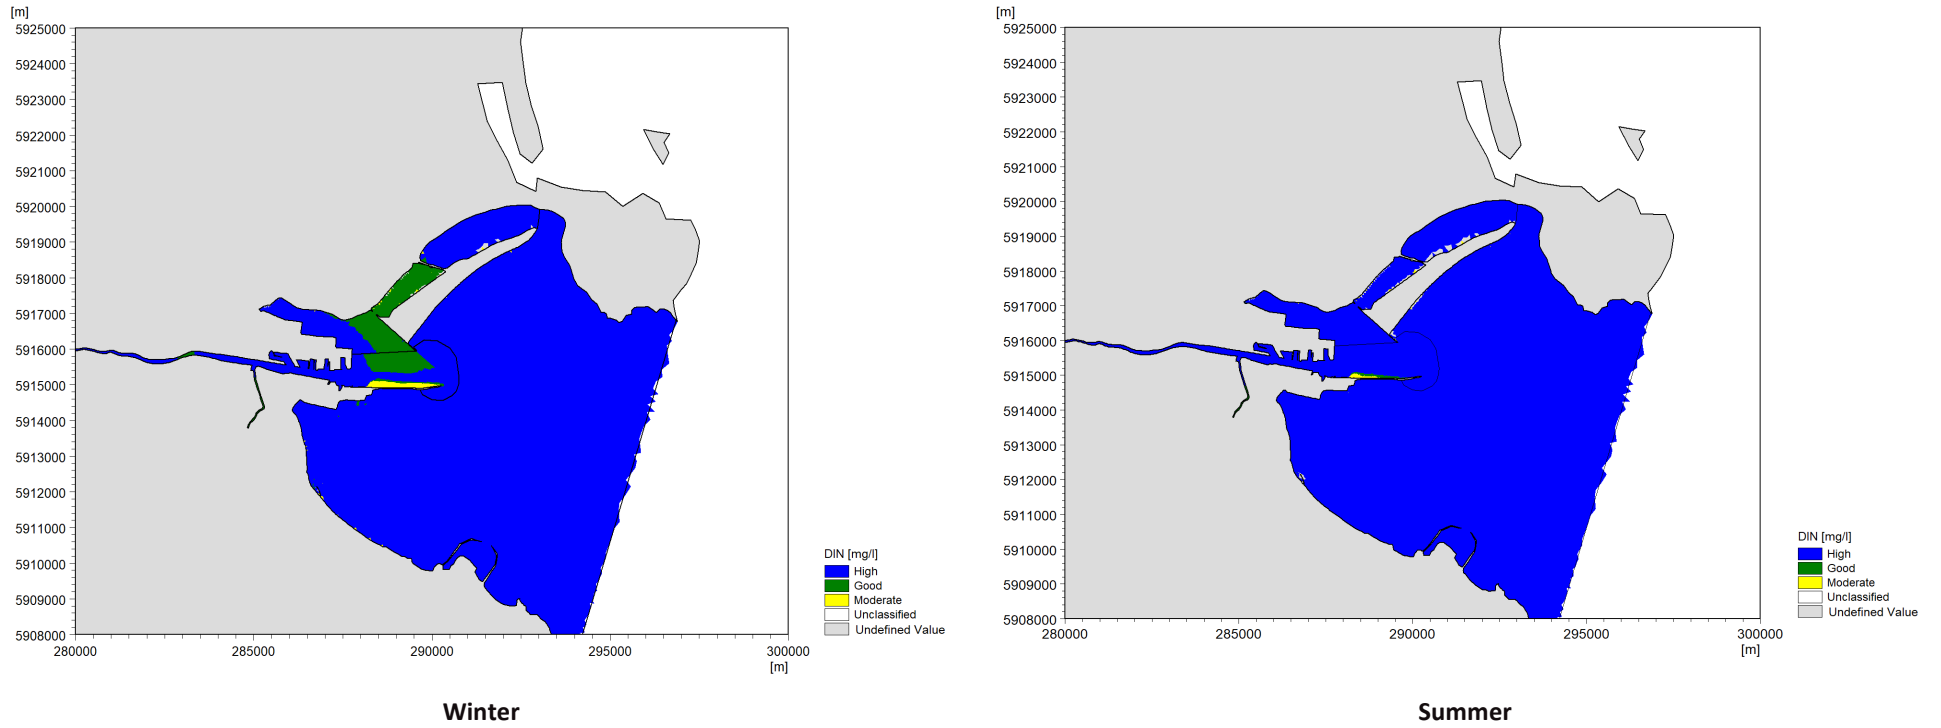 [m]
5925000
5924000
5923000
5922000
5921000
5920000
5919000
5918000
5917000
5916000
5915000
5914000
5913000
5912000
5911000
5910000
5909000
5908000
280000 285000 290000 295000 300000
[m]
DIN [mg/l]
High
Good
Moderate
Unclassified
Undefined Value
Winter
[m]
5925000
5924000
5923000
5922000
5921000
5920000
5919000
5918000
5917000
5916000
5915000
5914000
5913000
5912000
5911000
5910000
5909000
5908000
280000 285000 290000 295000 300000
[m]
DIN [mg/l]
High
Good
Moderate
Unclassified
Undefined Value
Summer